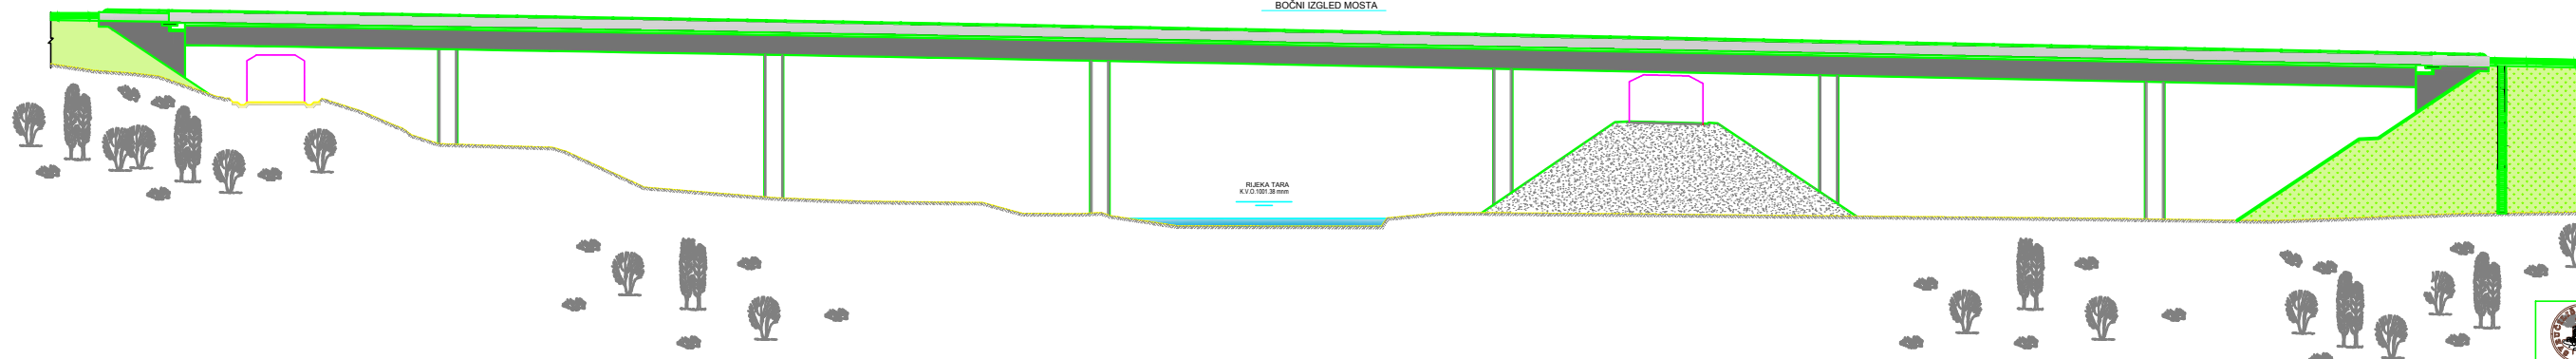 BOČNI IZGLED MOSTA
RIJEKA TARA
K.V.O.1001.38 mnm